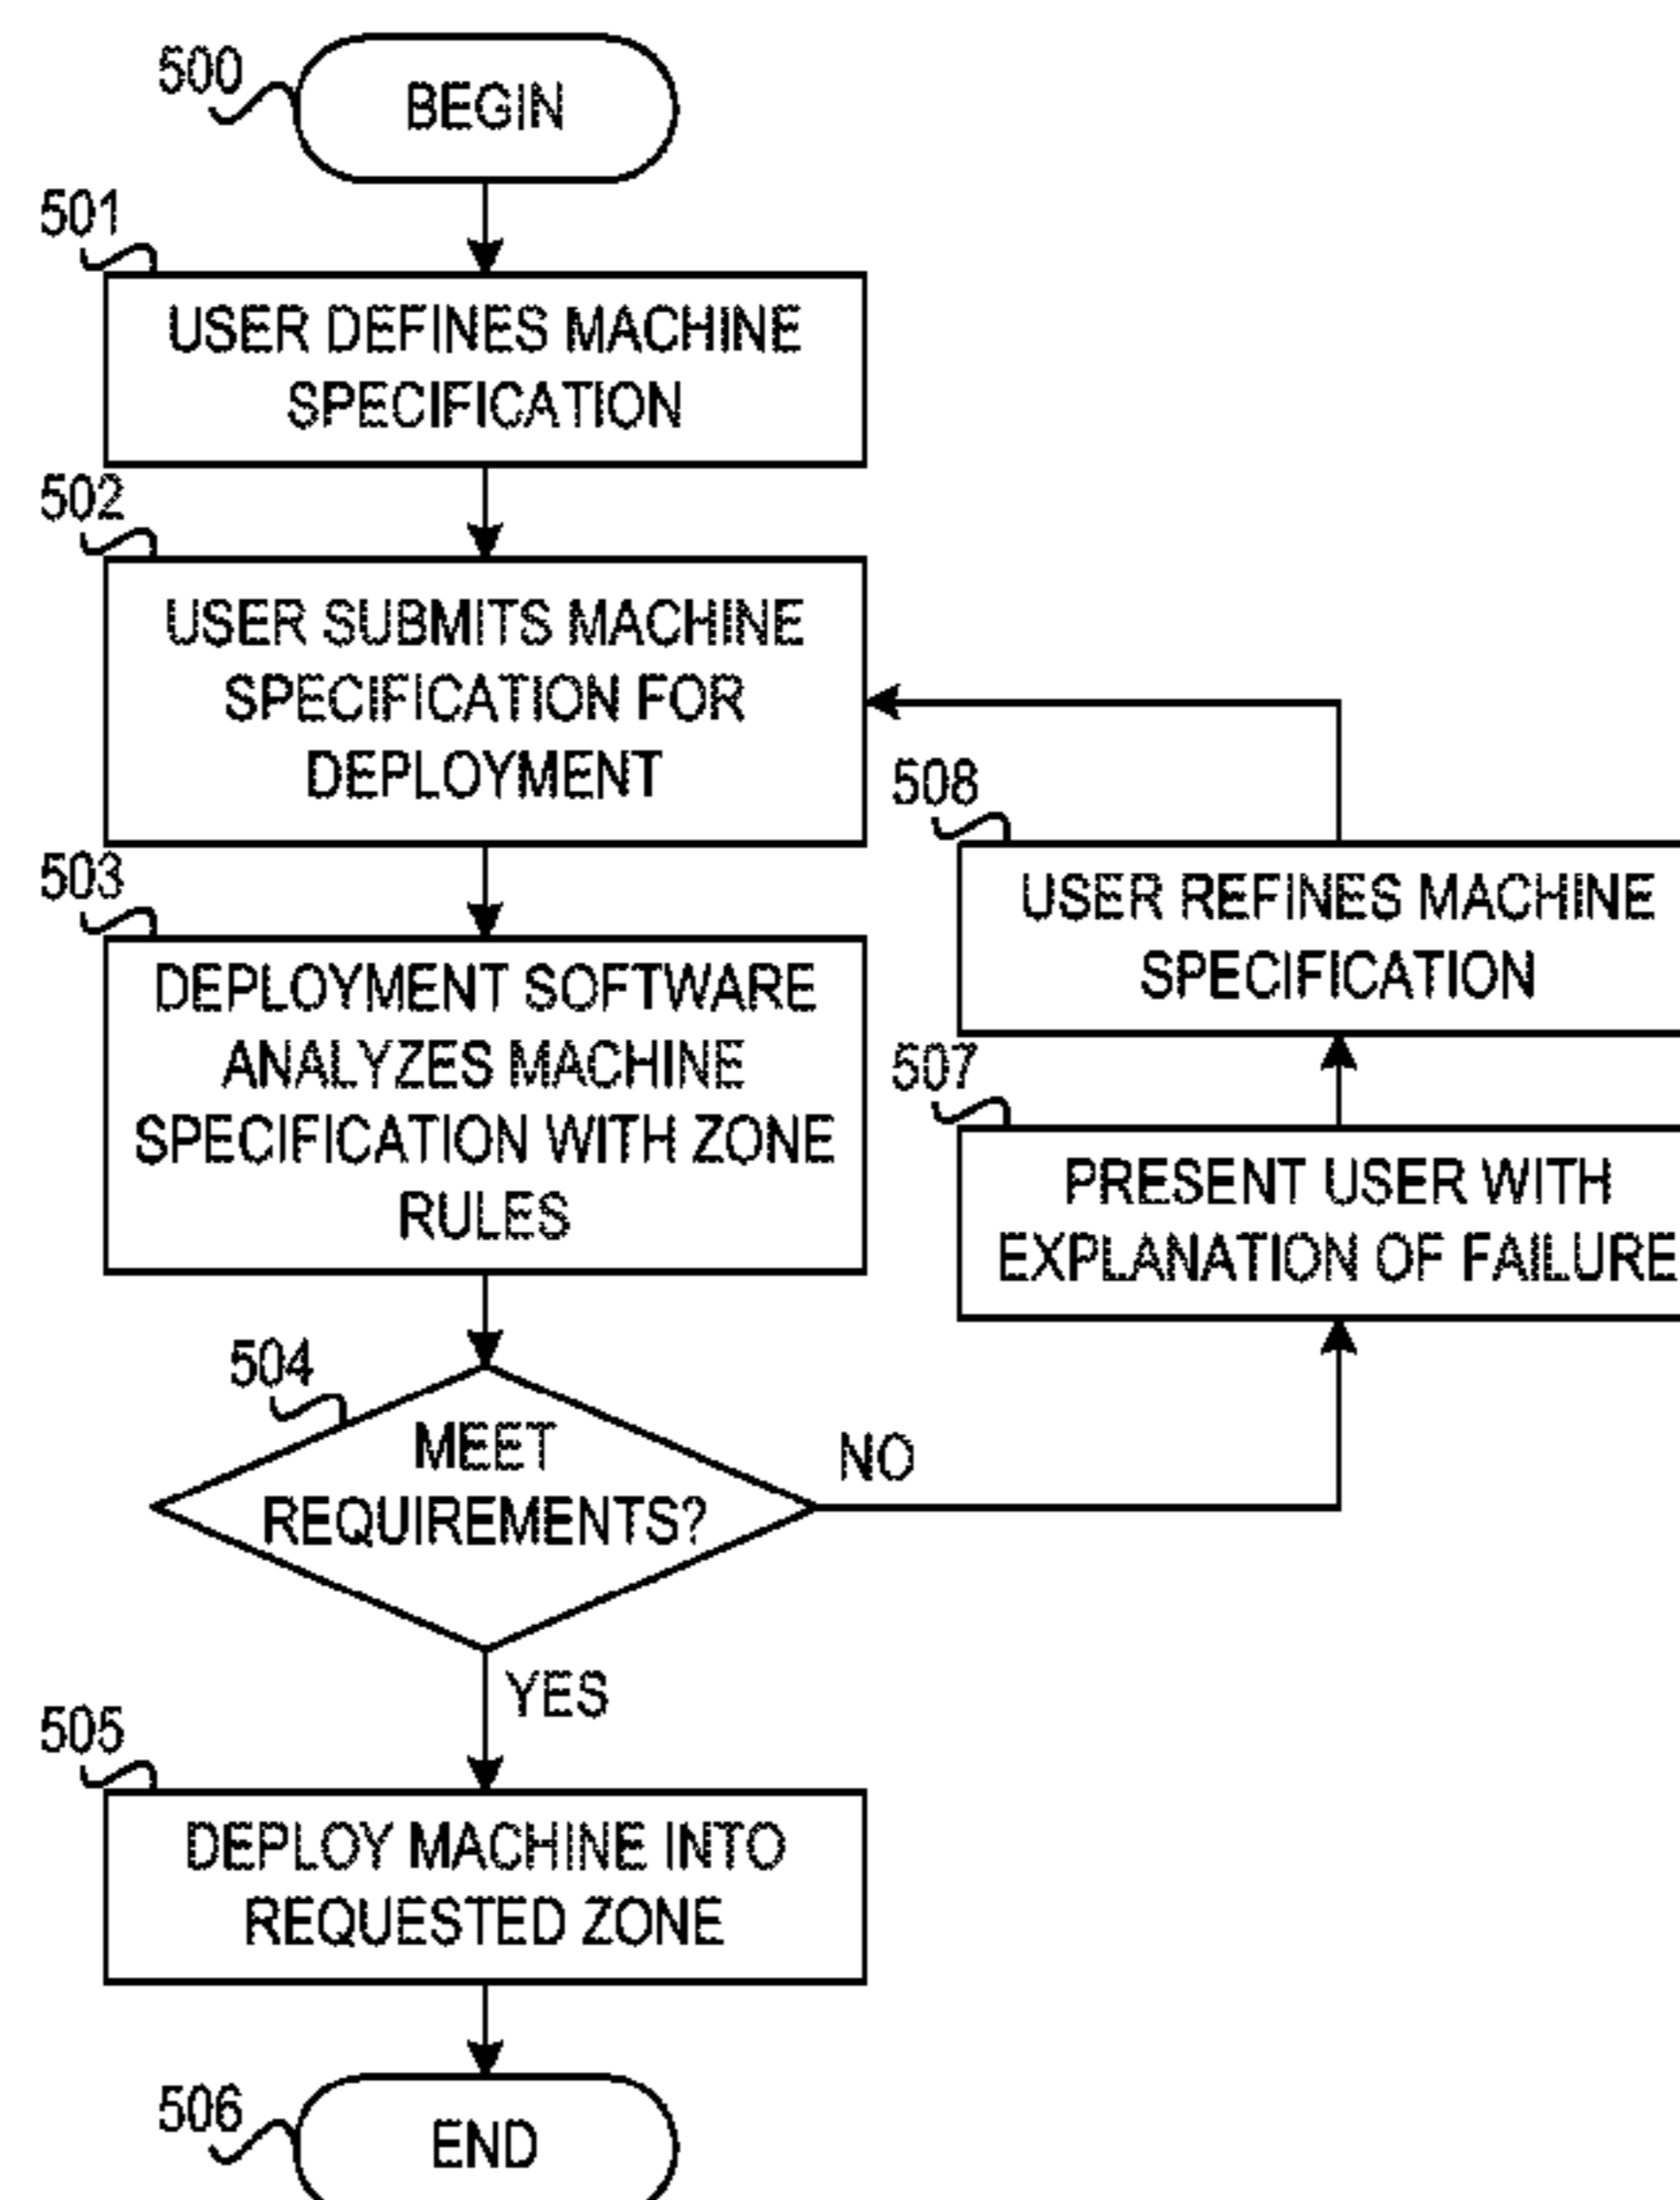 500
BEGIN
501
USER DEFINES MACHINE
SPECIFICATION
502
USER SUBMITS MACHINE
SPECIFICATION FOR
DEPLOYMENT
503
DEPLOYMENT SOFTWARE
ANALYZES MACHINE
SPECIFICATION WITH ZONE
RULES
504
MEET
REQUIREMENTS?
NO
YES
505
DEPLOY MACHINE INTO
REQUESTED ZONE
506
END
507
PRESENT USER WITH
EXPLANATION OF FAILURE
508
USER REFINES MACHINE
SPECIFICATION